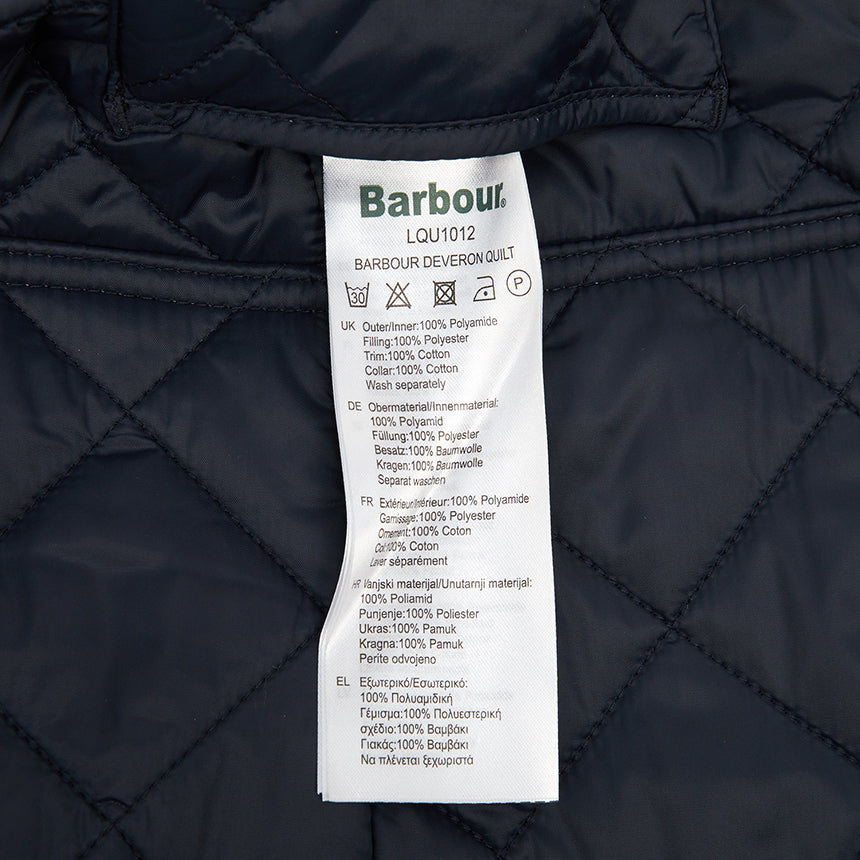 Barbour®
LQU1012
BARBOUR DEVERON QUILT
30 P
UK Outer/Inner:100% Polyamide
Filling:100% Polyester
Trim:100% Cotton
Collar:100% Cotton
Wash separately
DE Obermaterial/Innenmaterial:
100% Polyamid
Füllung:100% Polyester
Besatz:100% Baumwolle
Kragen:100% Baumwolle
Separat waschen
FR Extérieur/Intérieur:100% Polyamide
Garnissage:100% Polyester
Ornement:100% Coton
Col:100% Coton
Laver séparément
HR Vanjski materijal/Unutarnji materijal:
100% Poliamid
Punjenje:100% Poliester
Ukras:100% Pamuk
Kragna:100% Pamuk
Perite odvojeno
EL Εξωτερικό/Εσωτερικό:
100% Πολυαμιδική
Γέμισμα:100% Πολυεστερική
σχέδιο:100% Βαμβάκι
Γιακάς:100% Βαμβάκι
Να πλένεται ξεχωριστά